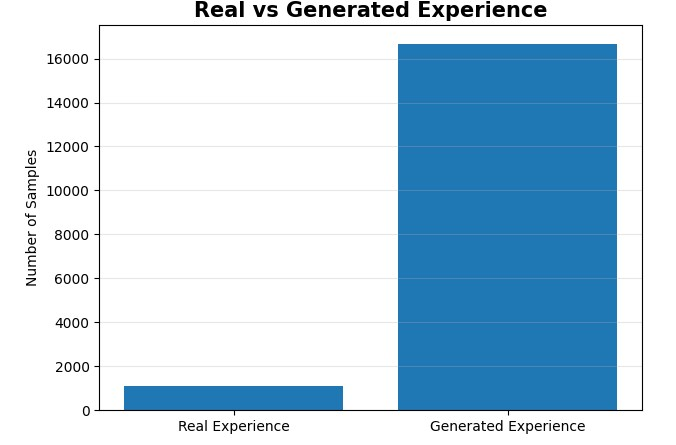 Real vs Generated Experience
Number of Samples
16000
14000
12000
10000
8000
6000
4000
2000
0
Real Experience
Generated Experience